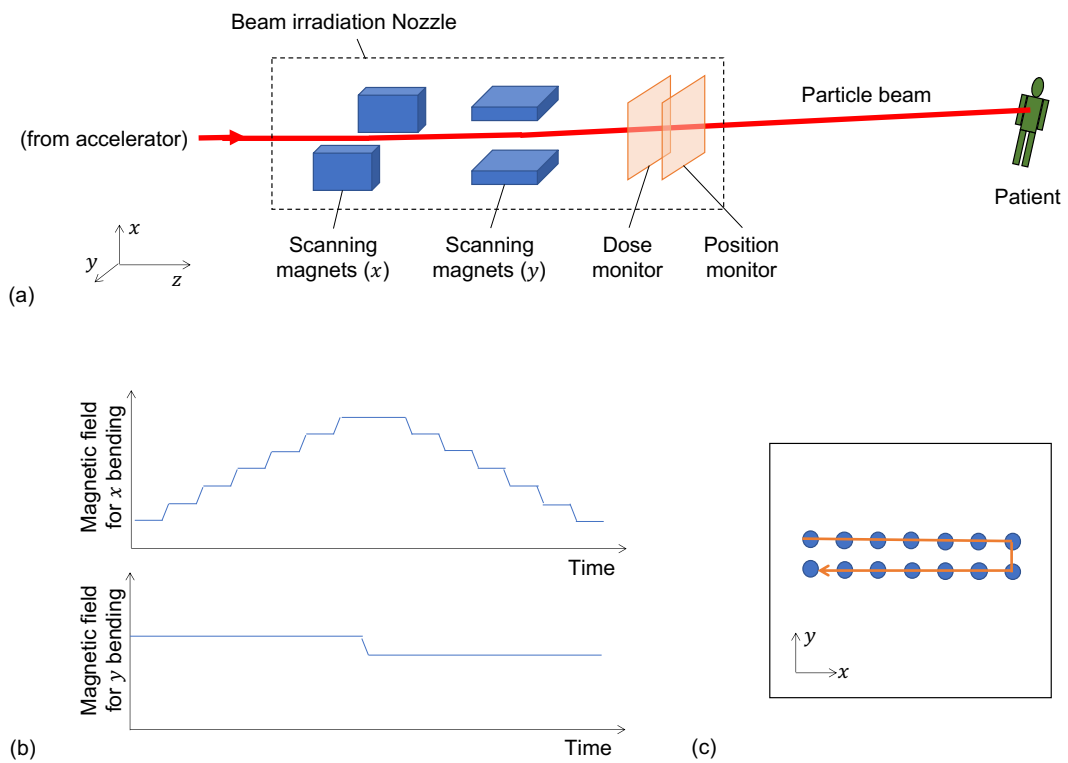 Beam irradiation Nozzle
Particle beam
(from accelerator)
Patient
Scanning
magnets (x)
Scanning
magnets (y)
Dose
monitor
Position
monitor
x
y
z
(a)
Magnetic field
for x bending
Time
Magnetic field
for y bending
Time
(b)
y
x
(c)